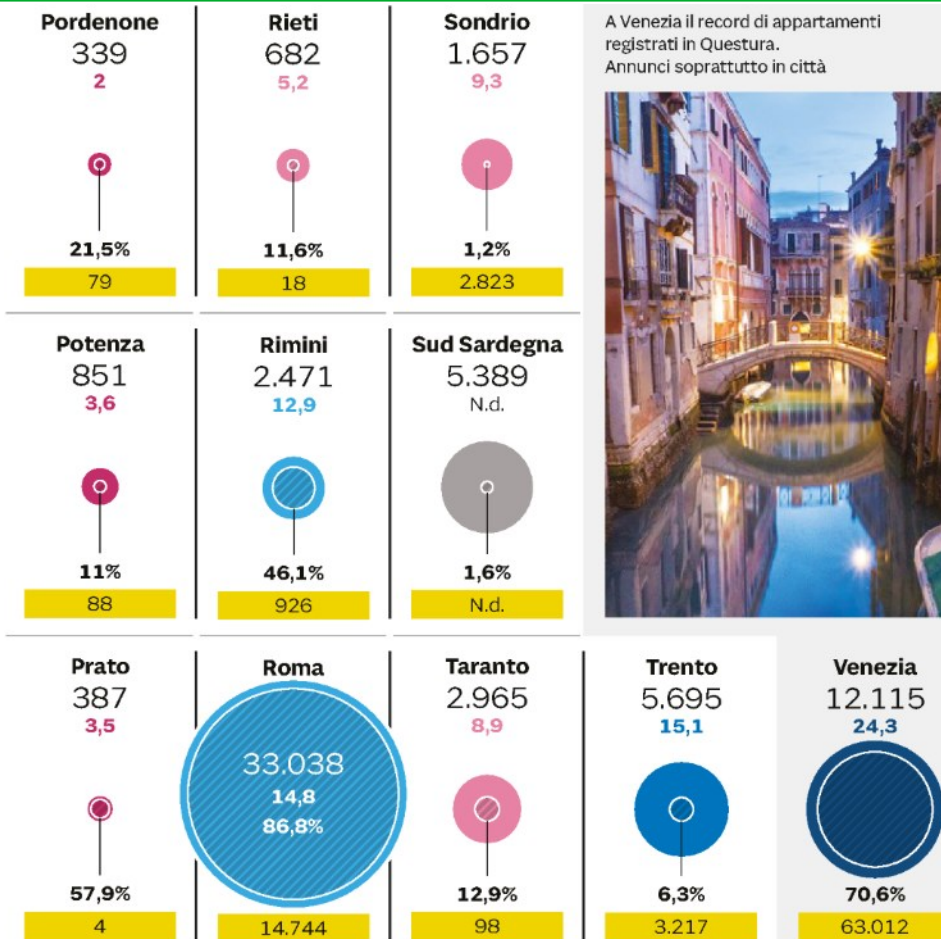 Pordenone
339
2
21,5%
79
Rieti
682
5,2
11,6%
18
Sondrio
1.657
9,3
1,2%
2.823
A Venezia il record di appartamenti
registrati in Questura.
Annunci soprattutto in città
Potenza
851
3,6
11%
88
Rimini
2.471
12,9
46,1%
926
Sud Sardegna
5.389
N.d.
1,6%
N.d.
Prato
387
3,5
57,9%
4
Roma
33.038
14,8
86,8%
14.744
Taranto
2.965
8,9
12,9%
98
Trento
5.695
15,1
6,3%
3.217
Venezia
12.115
24,3
70,6%
63.012